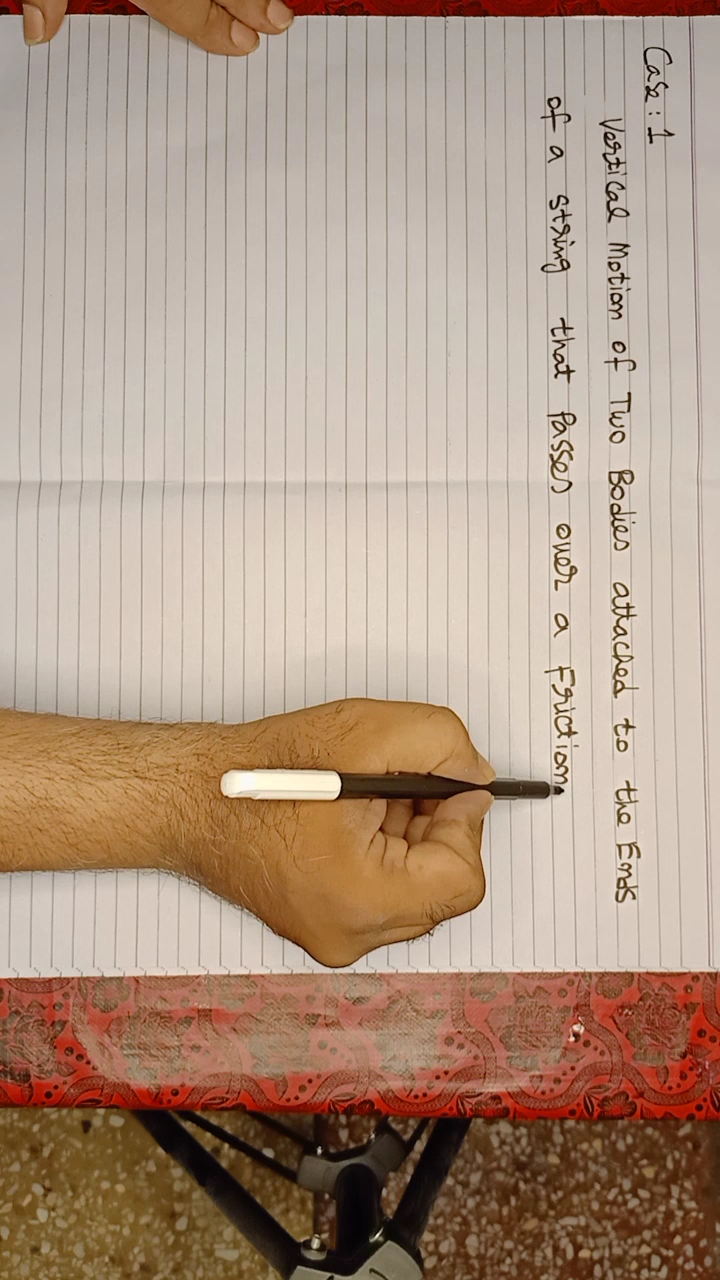 Case : 1
Vertical Motion of Two Bodies attached to the Ends
of a string that Passes over a Friction